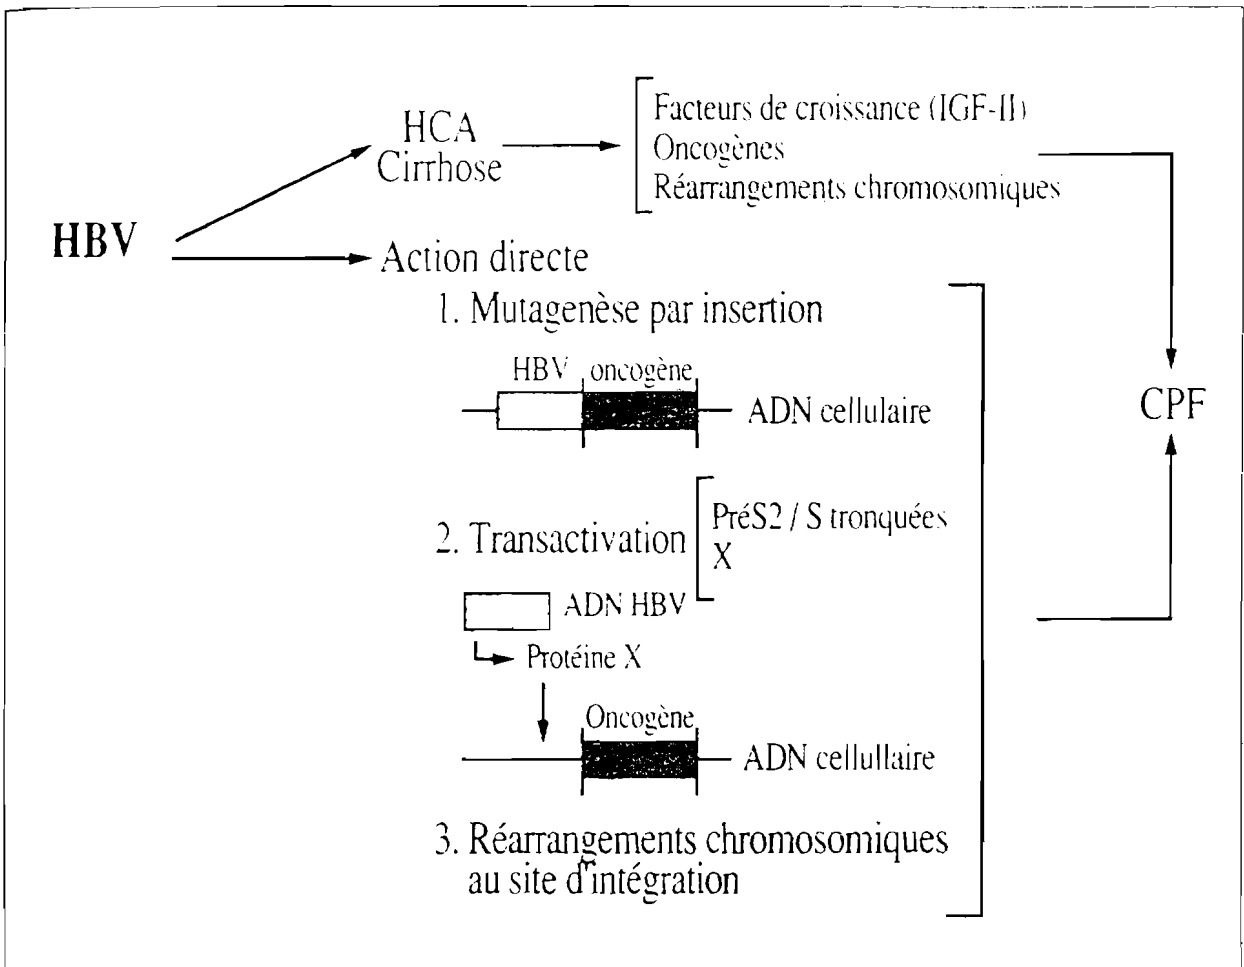 HCA
Cirrhose
Facteurs de croissance (IGF-II)
Oncogènes
Réarrangements chromosomiques
HBV
Action directe
1. Mutagenèse par insertion
HBV oncogène
ADN cellulaire
CPF
2. Transactivation
PréS2 / S tronquées
X
ADN HBV
Protéine X
Oncogène
ADN cellullaire
3. Réarrangements chromosomiques
au site d'intégration